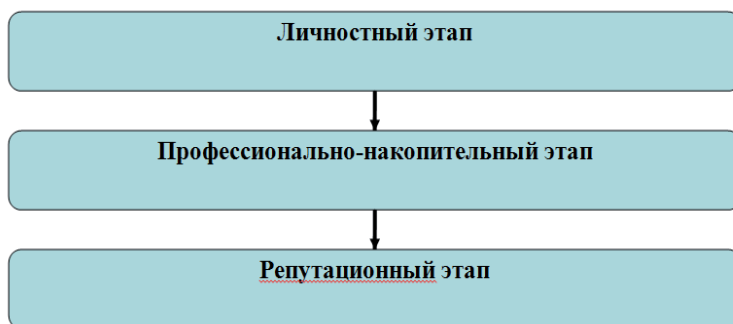 Личностный этап
Профессионально-накопительный этап
Репутационный этап